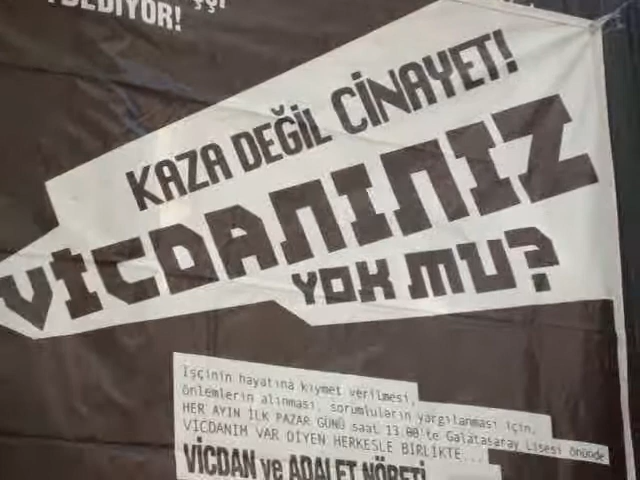 EDİYOR!
KAZA DEĞİL CİNAYET!
VİCDANINIZ
YOK MU?
İşçinin hayatına kıymet verilmesi,
önlemlerin alınması, sorumluların yargılanması için,
HER AYIN İLK PAZAR GÜNÜ saat 13.00'te Galatasaray Lisesi önünde
VİCDANIM VAR DİYEN HERKESLE BİRLİKTE...
VİCDAN ve ADALET NÖBETİ